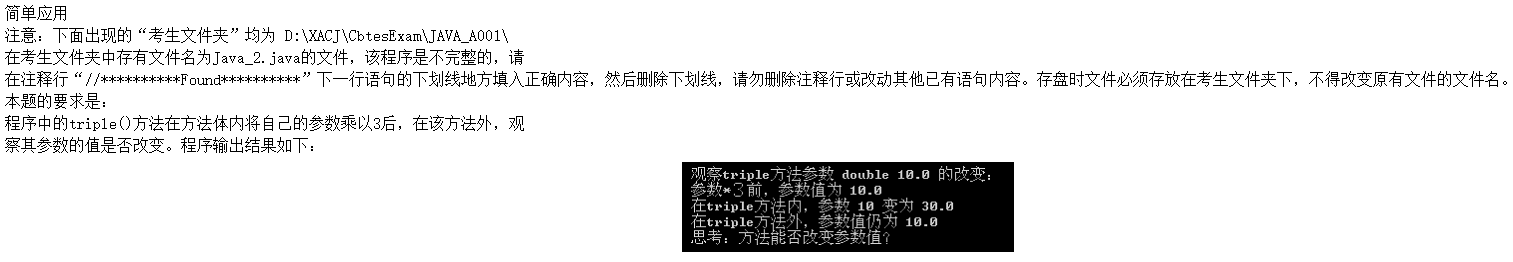 简单应用
注意：下面出现的“考生文件夹”均为 D:\XACJ\CbtesExam\JAVA_A001\
在考生文件夹中存有文件名为Java_2.java的文件，该程序是不完整的，请
在注释行“//**********Found**********”下一行语句的下划线地方填入正确内容，然后删除下划线，请勿删除注释行或改动其他已有语句内容。存盘时文件必须存放在考生文件夹下，不得改变原有文件的文件名。
本题的要求是：
程序中的triple()方法在方法体内将自己的参数乘以3后，在该方法外，观
察其参数的值是否改变。程序输出结果如下：
观察triple方法参数 double 10.0 的改变：
参数*３前，参数值为 10.0
在triple方法内，参数 10 变为 30.0
在triple方法外，参数值仍为 10.0
思考：方法能否改变参数值？